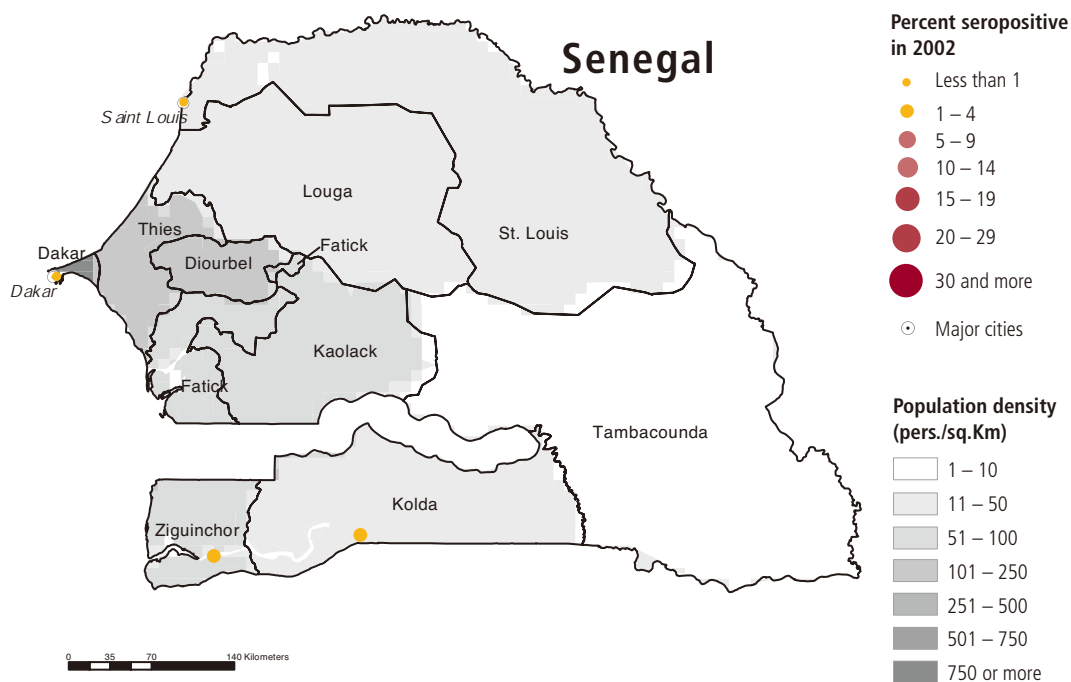 Senegal
Saint Louis
Louga
St. Louis
Thies
Fatick
Diourbel
Dakar
Dakar
Kaolack
Fatick
Tambacounda
Kolda
Ziguinchor
0 35 70 140 Kilometers
Percent seropositive
in 2002
Less than 1
1 – 4
5 – 9
10 – 14
15 – 19
20 – 29
30 and more
Major cities
Population density
(pers./sq.Km)
1 – 10
11 – 50
51 – 100
101 – 250
251 – 500
501 – 750
750 or more